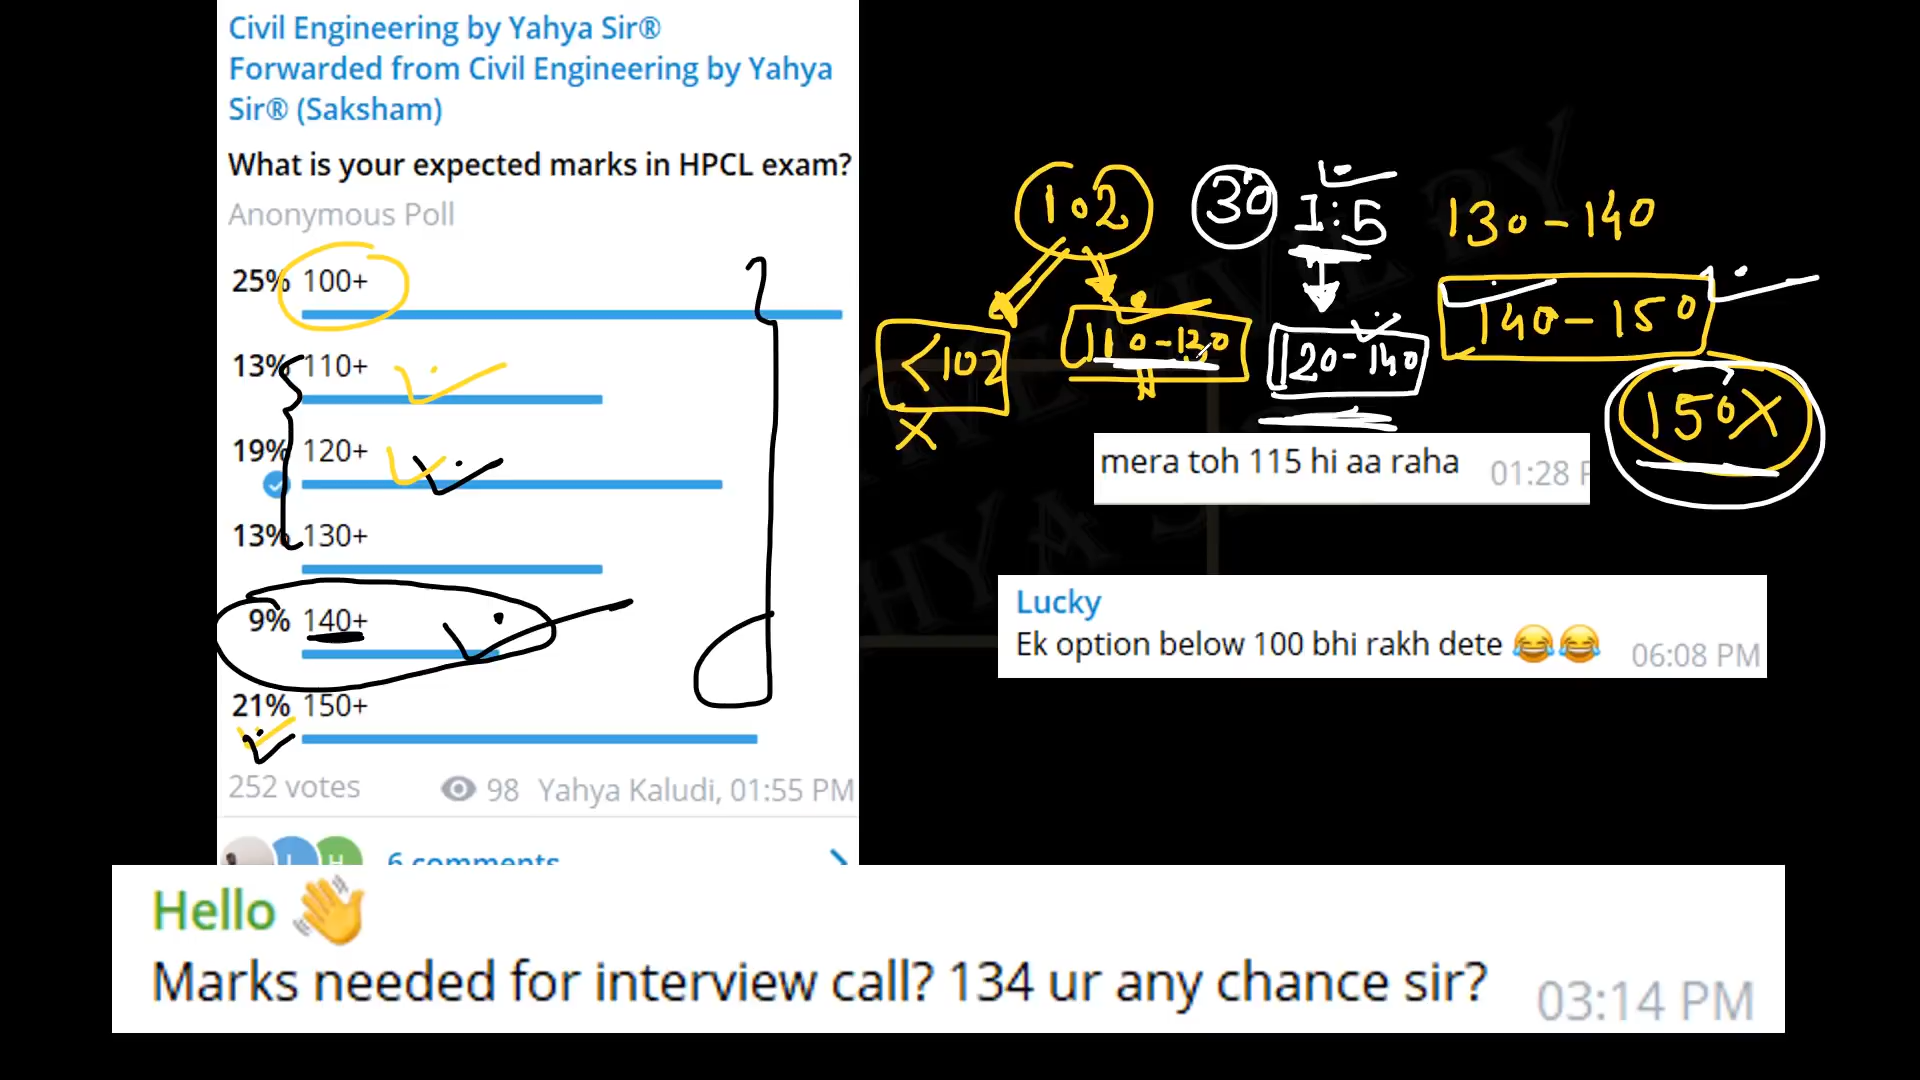 Civil Engineering by Yahya Sir®
Forwarded from Civil Engineering by Yahya
Sir® (Saksham)
What is your expected marks in HPCL exam?
Anonymous Poll
25% 100+
13% 110+
19% 120+
13% 130+
9% 140+
21% 150+
252 votes 98 Yahya Kaludi, 01:55 PM
L H 6 comments
102 30 1:5 130-140
<102 110-120 120-140 140-150
X N 150X
mera toh 115 hi aa raha 01:28 P
Lucky
Ek option below 100 bhi rakh dete 😂😂 06:08 PM
Hello 👋
Marks needed for interview call? 134 ur any chance sir? 03:14 PM